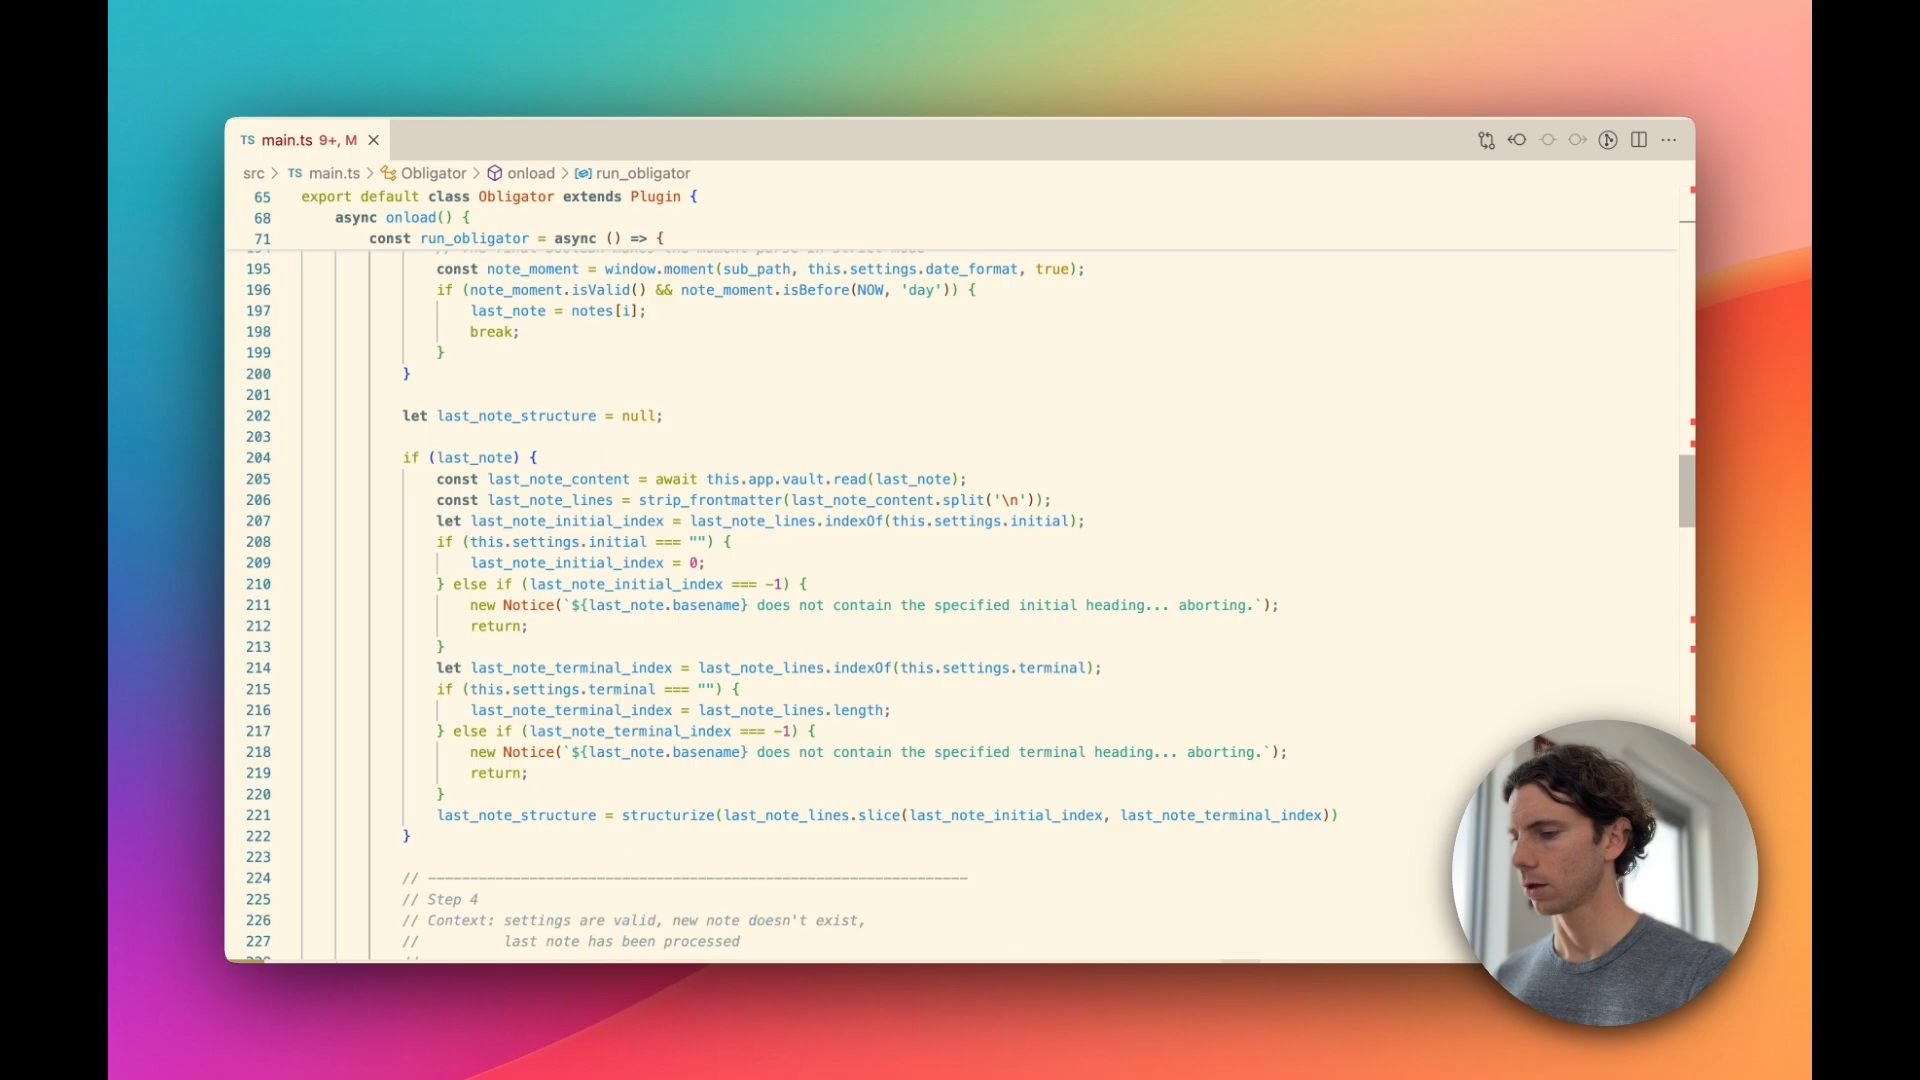 TS main.ts 9+, M
src > TS main.ts > Obligator > onload > run_obligator
65 export default class Obligator extends Plugin {
68 async onload() {
71 const run_obligator = async () => {
195 const note_moment = window.moment(sub_path, this.settings.date_format, true);
196 if (note_moment.isValid() && note_moment.isBefore(NOW, 'day')) {
197 last_note = notes[i];
198 break;
199 }
200 }
201
202 let last_note_structure = null;
203
204 if (last_note) {
205 const last_note_content = await this.app.vault.read(last_note);
206 const last_note_lines = strip_frontmatter(last_note_content.split('\n'));
207 let last_note_initial_index = last_note_lines.indexOf(this.settings.initial);
208 if (this.settings.initial === "") {
209 last_note_initial_index = 0;
210 } else if (last_note_initial_index === -1) {
211 new Notice(`${last_note.basename} does not contain the specified initial heading... aborting.`);
212 return;
213 }
214 let last_note_terminal_index = last_note_lines.indexOf(this.settings.terminal);
215 if (this.settings.terminal === "") {
216 last_note_terminal_index = last_note_lines.length;
217 } else if (last_note_terminal_index === -1) {
218 new Notice(`${last_note.basename} does not contain the specified terminal heading... aborting.`);
219 return;
220 }
221 last_note_structure = structurize(last_note_lines.slice(last_note_initial_index, last_note_terminal_index))
222 }
223
224 // ----------------------------------------------------------------
225 // Step 4
226 // Context: settings are valid, new note doesn't exist,
227 // last note has been processed